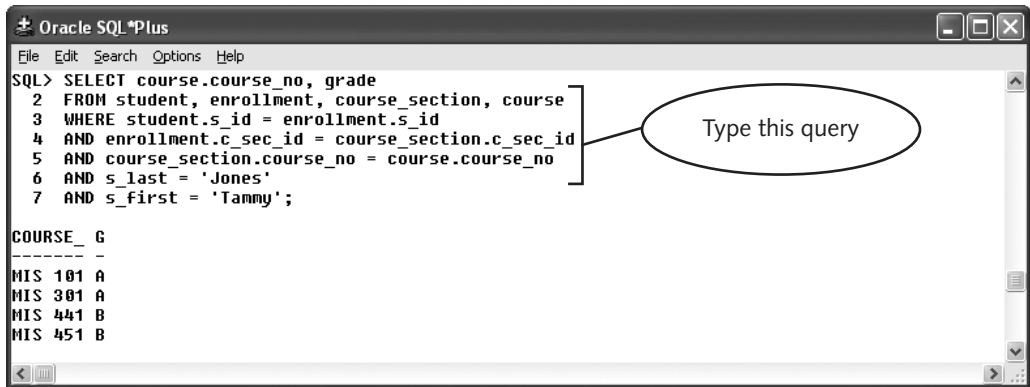 Oracle SQL*Plus
File Edit Search Options Help
SQL> SELECT course.course_no, grade
2 FROM student, enrollment, course_section, course
3 WHERE student.s_id = enrollment.s_id
4 AND enrollment.c_sec_id = course_section.c_sec_id
5 AND course_section.course_no = course.course_no
6 AND s_last = 'Jones'
7 AND s_first = 'Tammy';
Type this query
COURSE_ G
------- -
MIS 101 A
MIS 301 A
MIS 441 B
MIS 451 B